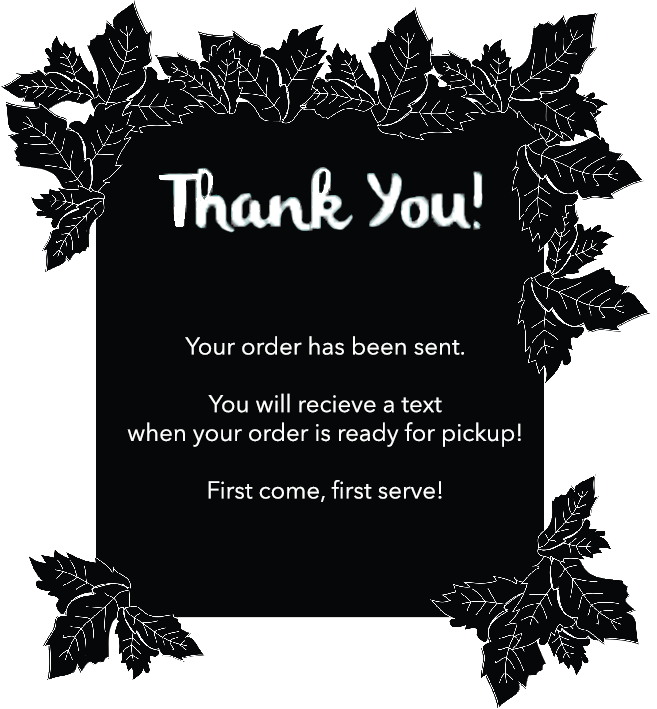 Thank You!
Your order has been sent.
You will recieve a text
when your order is ready for pickup!
First come, first serve!